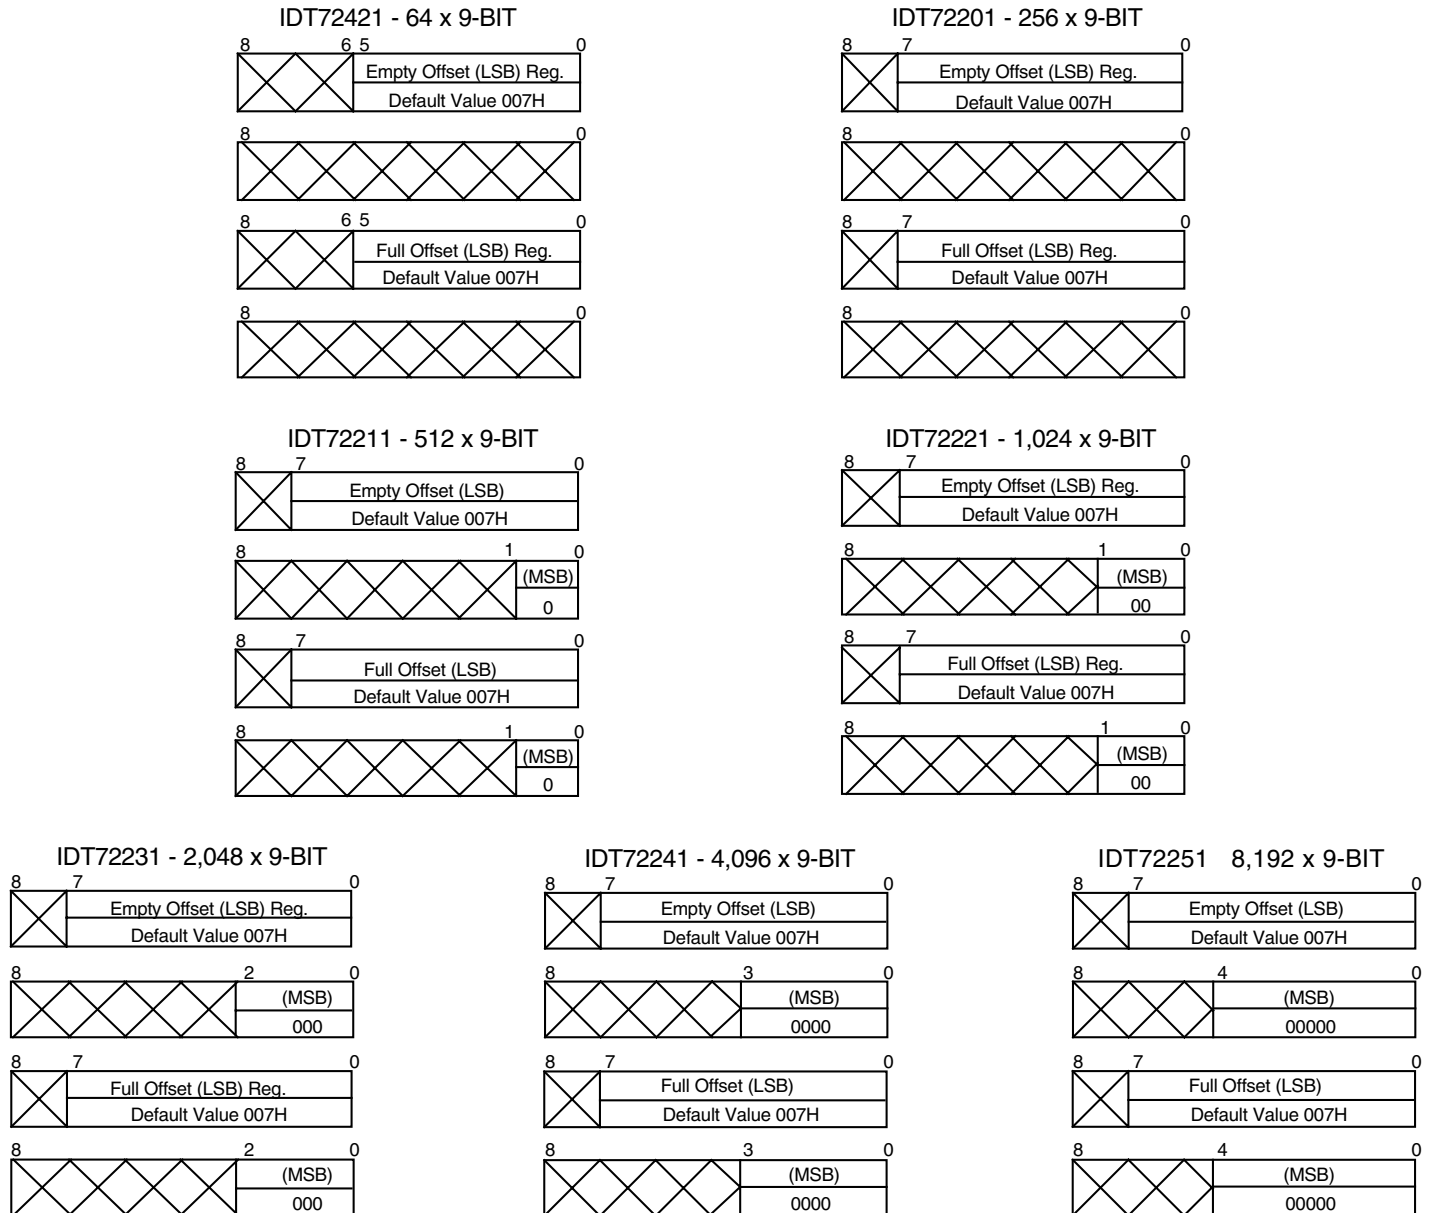 IDT72421 - 64 x 9-BIT
8 6 5 0
Empty Offset (LSB) Reg.
Default Value 007H
8 0
8 6 5 0
Full Offset (LSB) Reg.
Default Value 007H
8 0
IDT72201 - 256 x 9-BIT
8 7 0
Empty Offset (LSB) Reg.
Default Value 007H
8 0
8 7 0
Full Offset (LSB) Reg.
Default Value 007H
8 0
IDT72211 - 512 x 9-BIT
8 7 0
Empty Offset (LSB)
Default Value 007H
8 1 0
(MSB)
0
8 7 0
Full Offset (LSB)
Default Value 007H
8 1 0
(MSB)
0
IDT72221 - 1,024 x 9-BIT
8 7 0
Empty Offset (LSB) Reg.
Default Value 007H
8 1 0
(MSB)
00
8 7 0
Full Offset (LSB) Reg.
Default Value 007H
8 1 0
(MSB)
00
IDT72231 - 2,048 x 9-BIT
8 7 0
Empty Offset (LSB) Reg.
Default Value 007H
8 2 0
(MSB)
000
8 7 0
Full Offset (LSB) Reg.
Default Value 007H
8 2 0
(MSB)
000
IDT72241 - 4,096 x 9-BIT
8 7 0
Empty Offset (LSB)
Default Value 007H
8 3 0
(MSB)
0000
8 7 0
Full Offset (LSB)
Default Value 007H
8 3 0
(MSB)
0000
IDT72251 8,192 x 9-BIT
8 7 0
Empty Offset (LSB)
Default Value 007H
8 4 0
(MSB)
00000
8 7 0
Full Offset (LSB)
Default Value 007H
8 4 0
(MSB)
00000